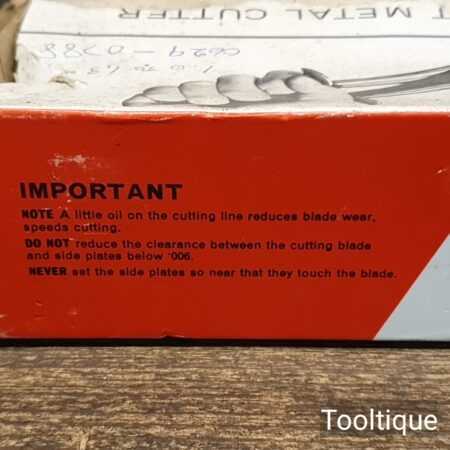 T METAL CUTTER
IMPORTANT
NOTE A little oil on the cutting line reduces blade wear,
speeds cutting.
DO NOT reduce the clearance between the cutting blade
and side plates below ·006.
NEVER set the side plates so near that they touch the blade.
Tooltique